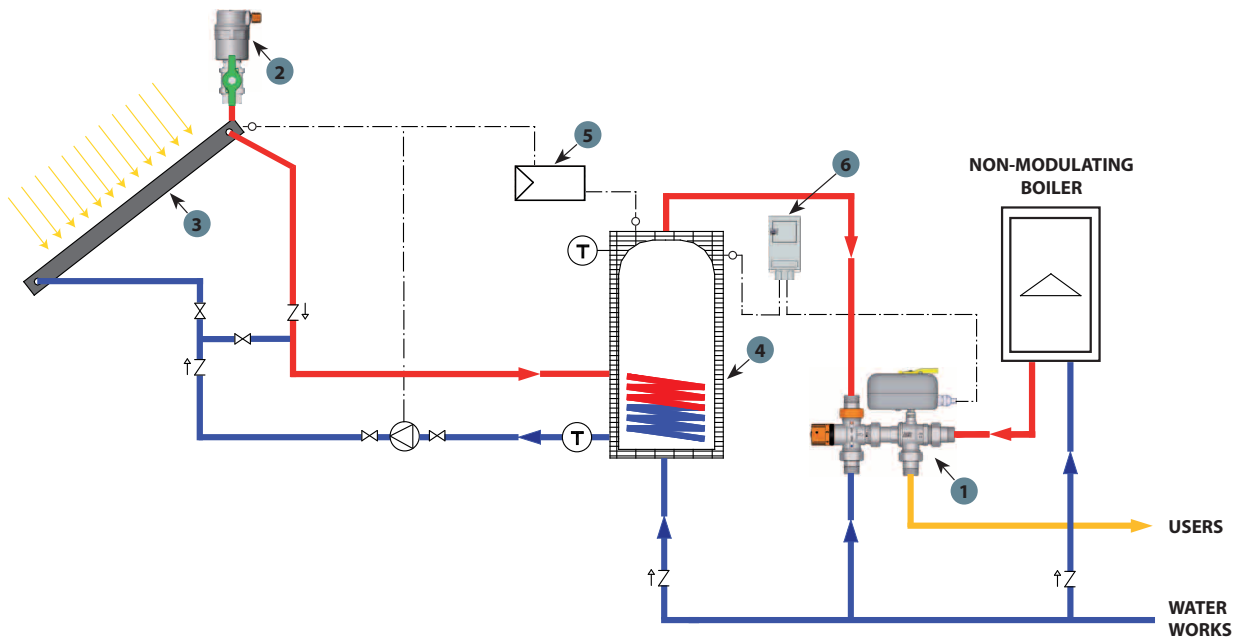 2
5
6
NON-MODULATING
BOILER
3
T
4
T
1
USERS
WATER
WORKS